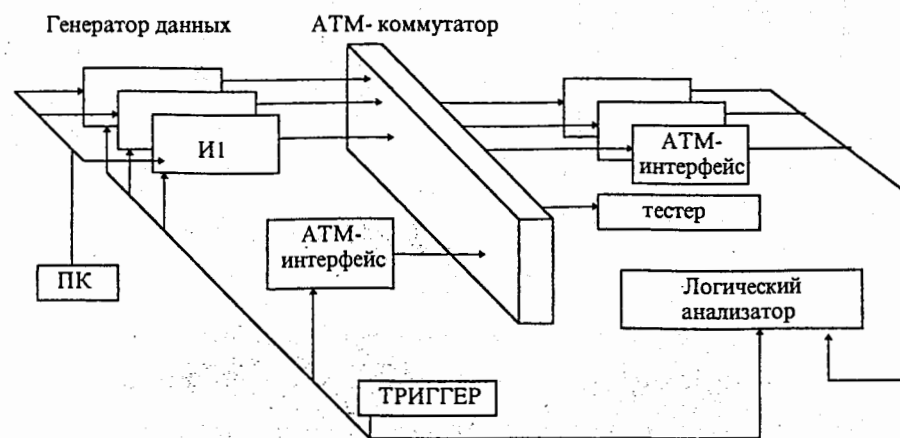 Генератор данных
АТМ- коммутатор
И1
АТМ-
интерфейс
тестер
АТМ-
интерфейс
ПК
Логический
анализатор
ТРИГГЕР